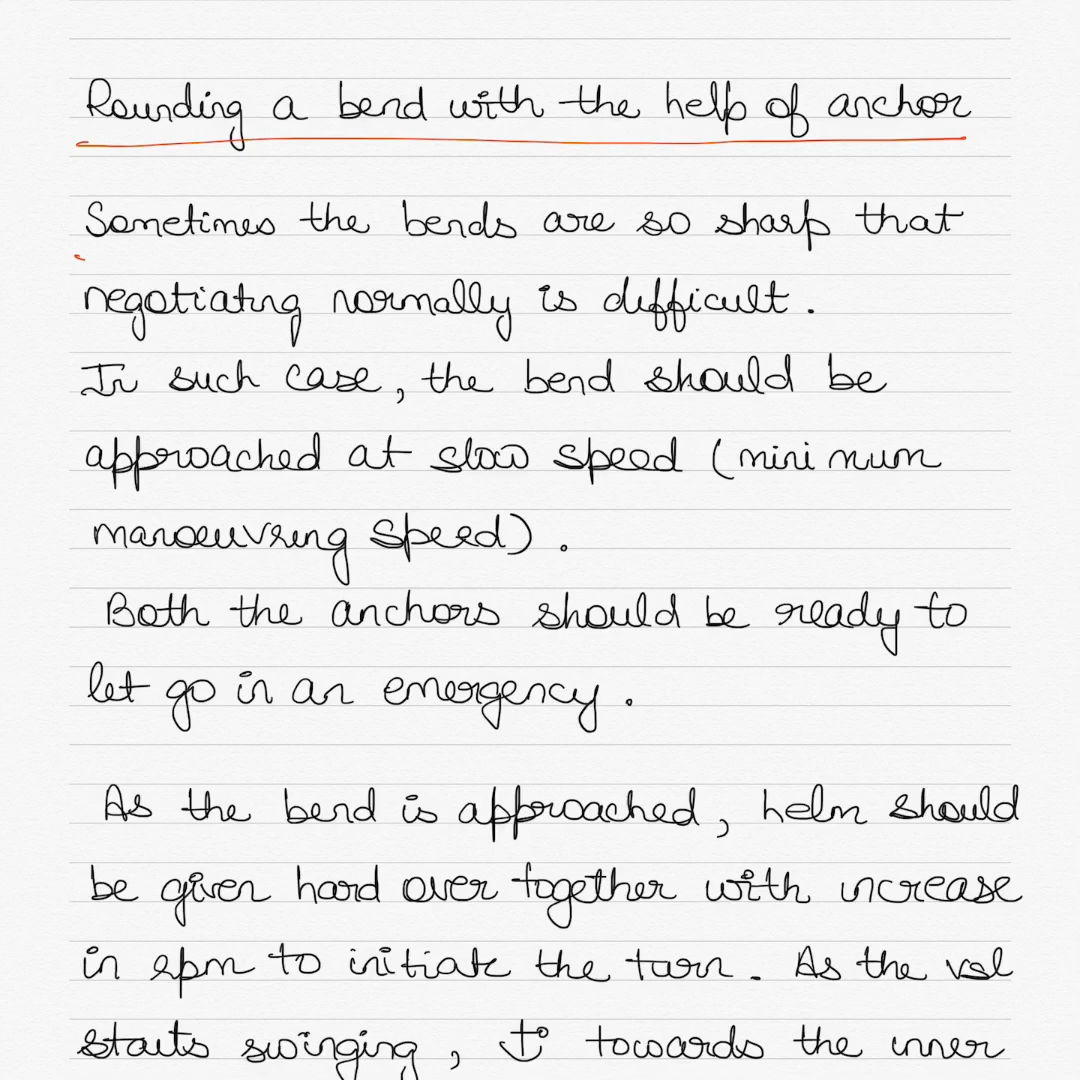 Rounding a bend with the help of anchor
Sometimes the bends are so sharp that
negotiating normally is difficult.
In such case, the bend should be
approached at slow speed (minimum
manoeuvring speed).
Both the anchors should be ready to
let go in an emergency.
As the bend is approached, helm should
be given hard over together with increase
in rpm to initiate the turn. As the vsl
starts swinging, ⚓ towards the inner